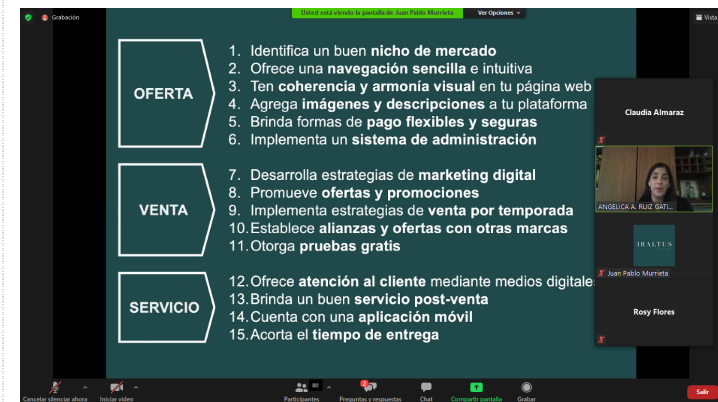 Grabación
Usted está viendo la pantalla de Juan Pablo Murrieta
Ver Opciones
Vista
OFERTA
1. Identifica un buen nicho de mercado
2. Ofrece una navegación sencilla e intuitiva
3. Ten coherencia y armonía visual en tu página web
4. Agrega imágenes y descripciones a tu plataforma
5. Brinda formas de pago flexibles y seguras
6. Implementa un sistema de administración
VENTA
7. Desarrolla estrategias de marketing digital
8. Promueve ofertas y promociones
9. Implementa estrategias de venta por temporada
10. Establece alianzas y ofertas con otras marcas
11. Otorga pruebas gratis
SERVICIO
12. Ofrece atención al cliente mediante medios digitale
13. Brinda un buen servicio post-venta
14. Cuenta con una aplicación móvil
15. Acorta el tiempo de entrega
Claudia Almaraz
ANGELICA A. RUIZ GATI...
IBALTUS
Juan Pablo Murrieta
Rosy Flores
Cancelar silenciar ahora
Iniciar video
80
Participantes
2
Preguntas y respuestas
Chat
Compartir pantalla
Grabar
Salir